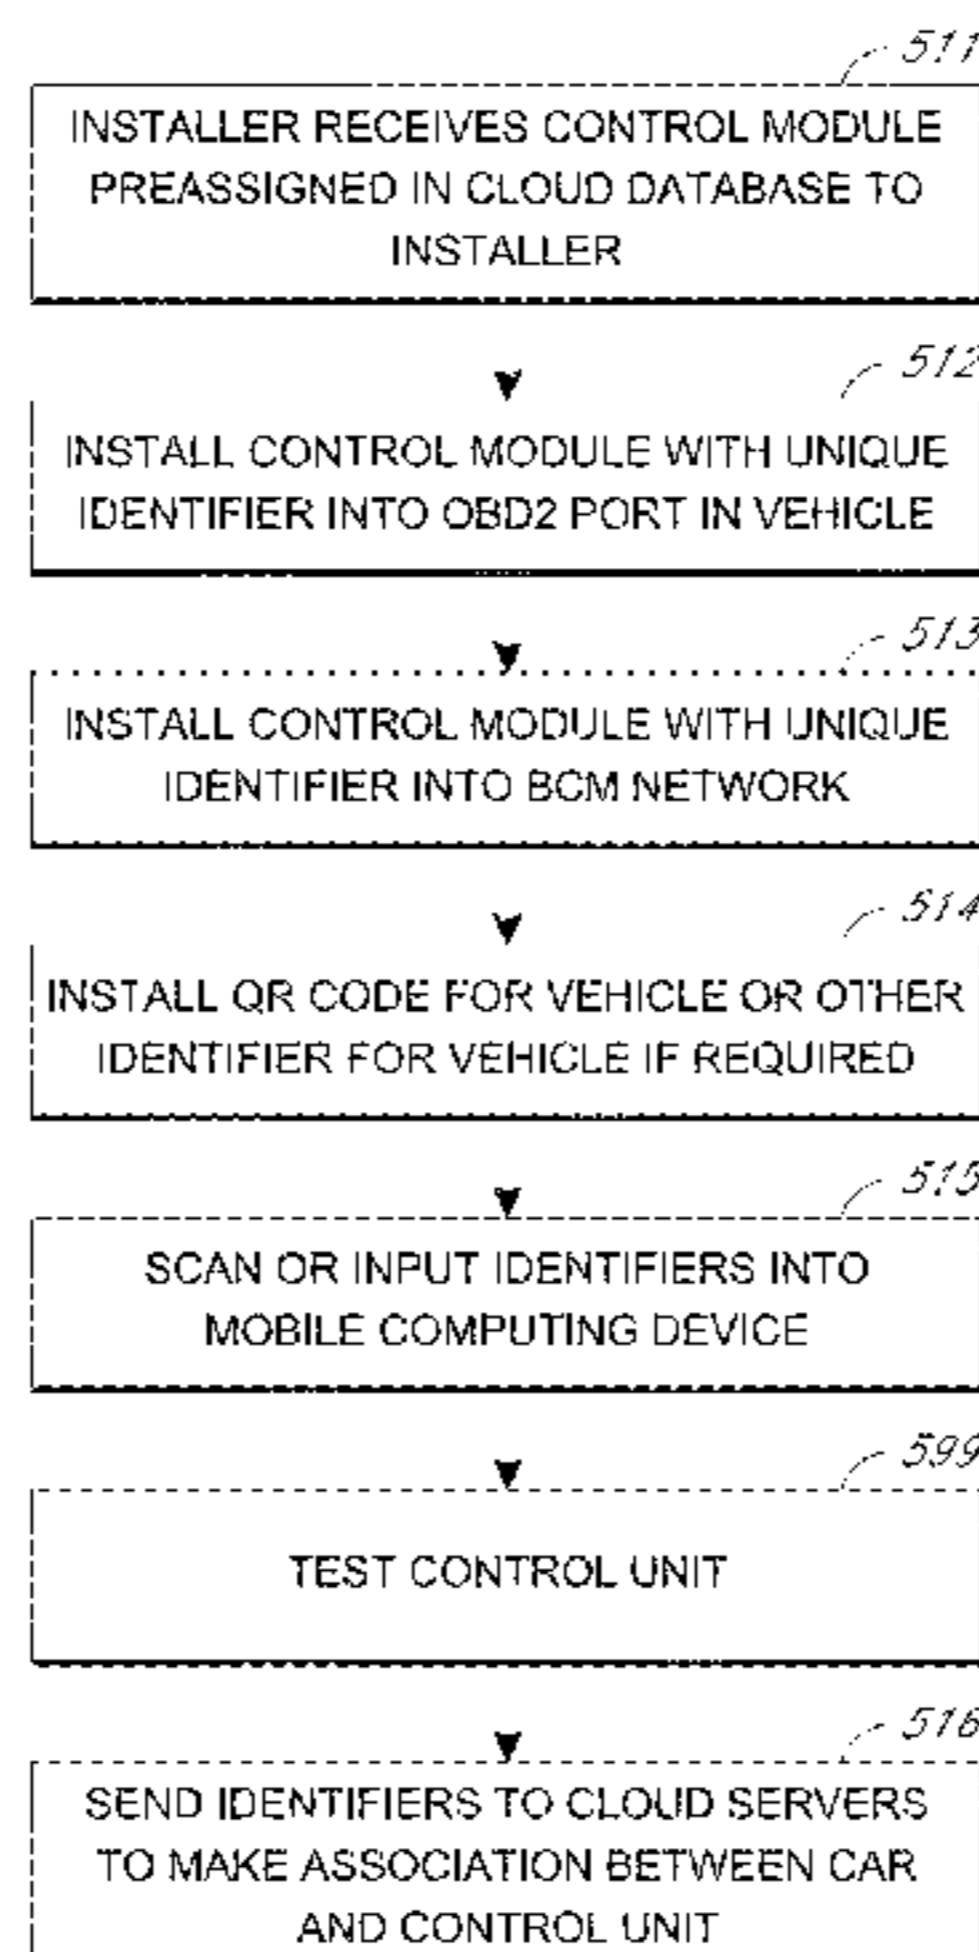 511
INSTALLER RECEIVES CONTROL MODULE
PREASSIGNED IN CLOUD DATABASE TO
INSTALLER
512
INSTALL CONTROL MODULE WITH UNIQUE
IDENTIFIER INTO OBD2 PORT IN VEHICLE
513
INSTALL CONTROL MODULE WITH UNIQUE
IDENTIFIER INTO BCM NETWORK
514
INSTALL QR CODE FOR VEHICLE OR OTHER
IDENTIFIER FOR VEHICLE IF REQUIRED
515
SCAN OR INPUT IDENTIFIERS INTO
MOBILE COMPUTING DEVICE
599
TEST CONTROL UNIT
516
SEND IDENTIFIERS TO CLOUD SERVERS
TO MAKE ASSOCIATION BETWEEN CAR
AND CONTROL UNIT